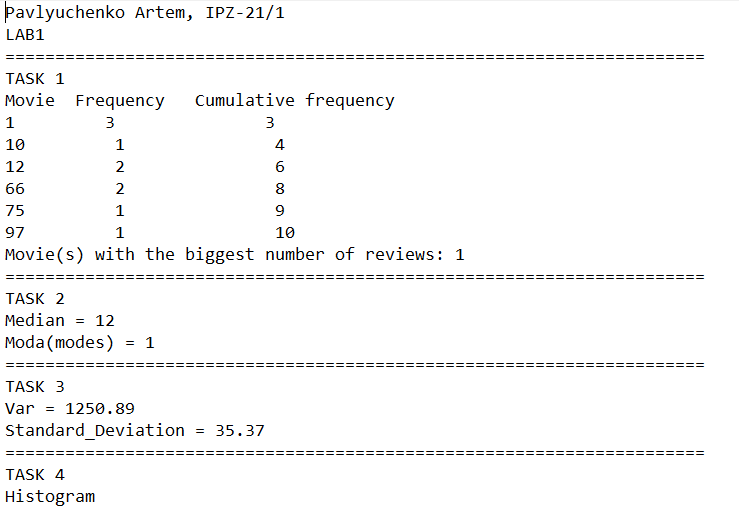 Pavlyuchenko Artem, IPZ-21/1
LAB1
======================================================================
TASK 1
Movie  Frequency   Cumulative frequency
1         3               3
10         1               4
12         2               6
66         2               8
75         1               9
97         1               10
Movie(s) with the biggest number of reviews: 1
======================================================================
TASK 2
Median = 12
Moda(modes) = 1
======================================================================
TASK 3
Var = 1250.89
Standard_Deviation = 35.37
======================================================================
TASK 4
Histogram